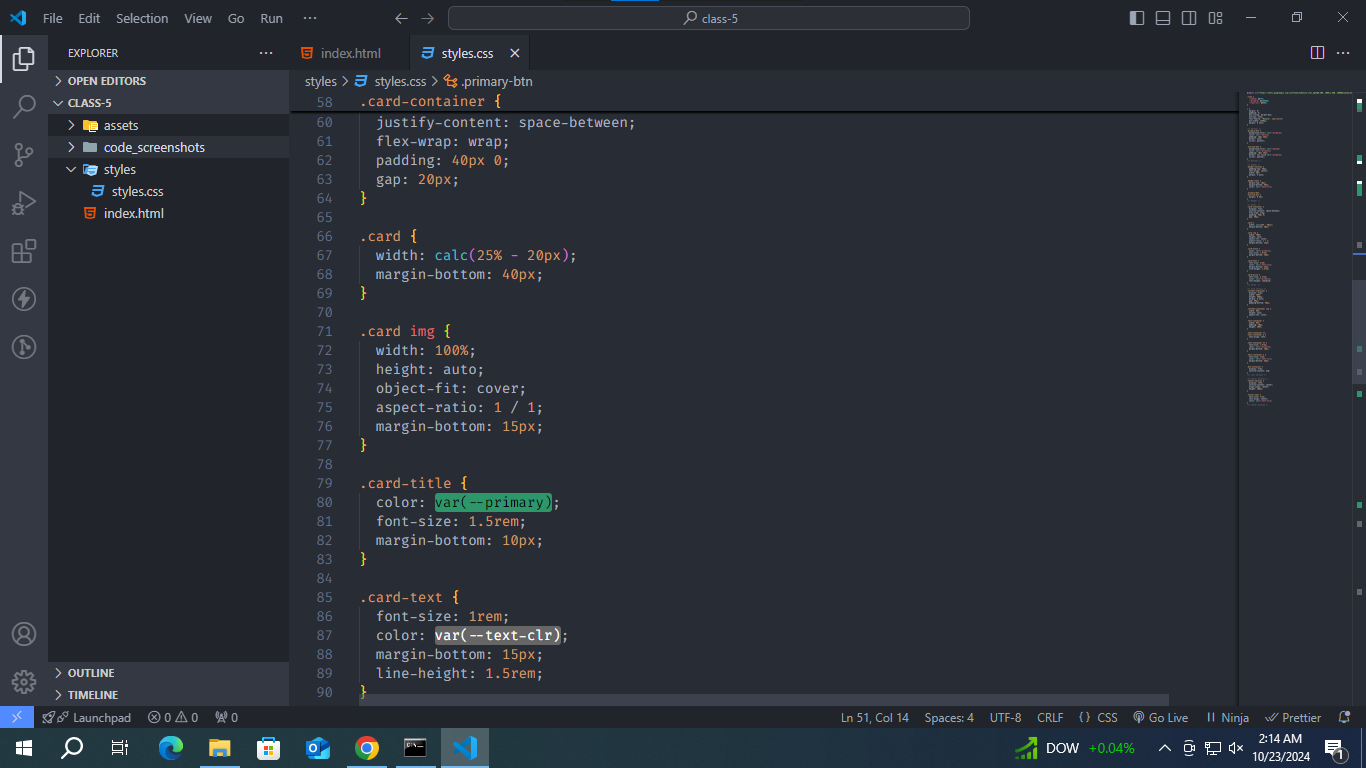 File Edit Selection View Go Run ··· class-5
EXPLORER ···
index.html
styles.css
OPEN EDITORS
CLASS-5
assets
code_screenshots
styles
styles.css
index.html
OUTLINE
TIMELINE
styles > styles.css > .primary-btn
58 .card-container {
60 justify-content: space-between;
61 flex-wrap: wrap;
62 padding: 40px 0;
63 gap: 20px;
64 }
65
66 .card {
67 width: calc(25% - 20px);
68 margin-bottom: 40px;
69 }
70
71 .card img {
72 width: 100%;
73 height: auto;
74 object-fit: cover;
75 aspect-ratio: 1 / 1;
76 margin-bottom: 15px;
77 }
78
79 .card-title {
80 color: var(--primary);
81 font-size: 1.5rem;
82 margin-bottom: 10px;
83 }
84
85 .card-text {
86 font-size: 1rem;
87 color: var(--text-clr);
88 margin-bottom: 15px;
89 line-height: 1.5rem;
90 }
Launchpad 0 0 0 Ln 51, Col 14 Spaces: 4 UTF-8 CRLF {} CSS Go Live Ninja Prettier
DOW +0.04%
2:14 AM
10/23/2024
1